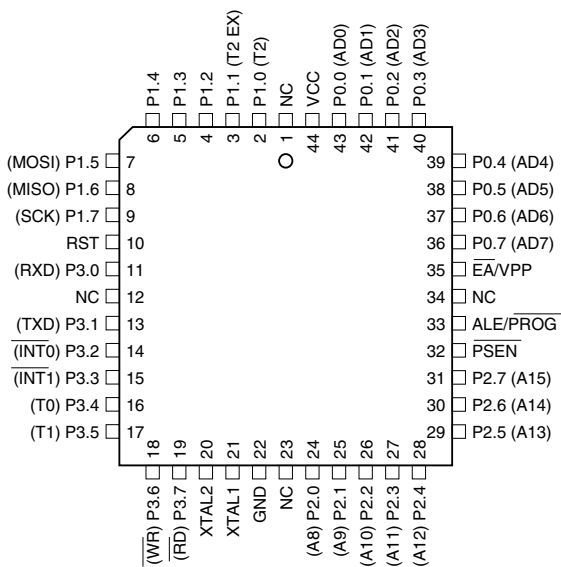 P1.4
P1.3
P1.2
P1.1 (T2 EX)
P1.0 (T2)
NC
VCC
P0.0 (AD0)
P0.1 (AD1)
P0.2 (AD2)
P0.3 (AD3)
6
5
4
3
2
1
44
43
42
41
40
(MOSI) P1.5 7
(MISO) P1.6 8
(SCK) P1.7 9
RST 10
(RXD) P3.0 11
NC 12
(TXD) P3.1 13
(INT0) P3.2 14
(INT1) P3.3 15
(T0) P3.4 16
(T1) P3.5 17
39 P0.4 (AD4)
38 P0.5 (AD5)
37 P0.6 (AD6)
36 P0.7 (AD7)
35 EA/VPP
34 NC
33 ALE/PROG
32 PSEN
31 P2.7 (A15)
30 P2.6 (A14)
29 P2.5 (A13)
18
19
20
21
22
23
24
25
26
27
28
(WR) P3.6
(RD) P3.7
XTAL2
XTAL1
GND
NC
(A8) P2.0
(A9) P2.1
(A10) P2.2
(A11) P2.3
(A12) P2.4